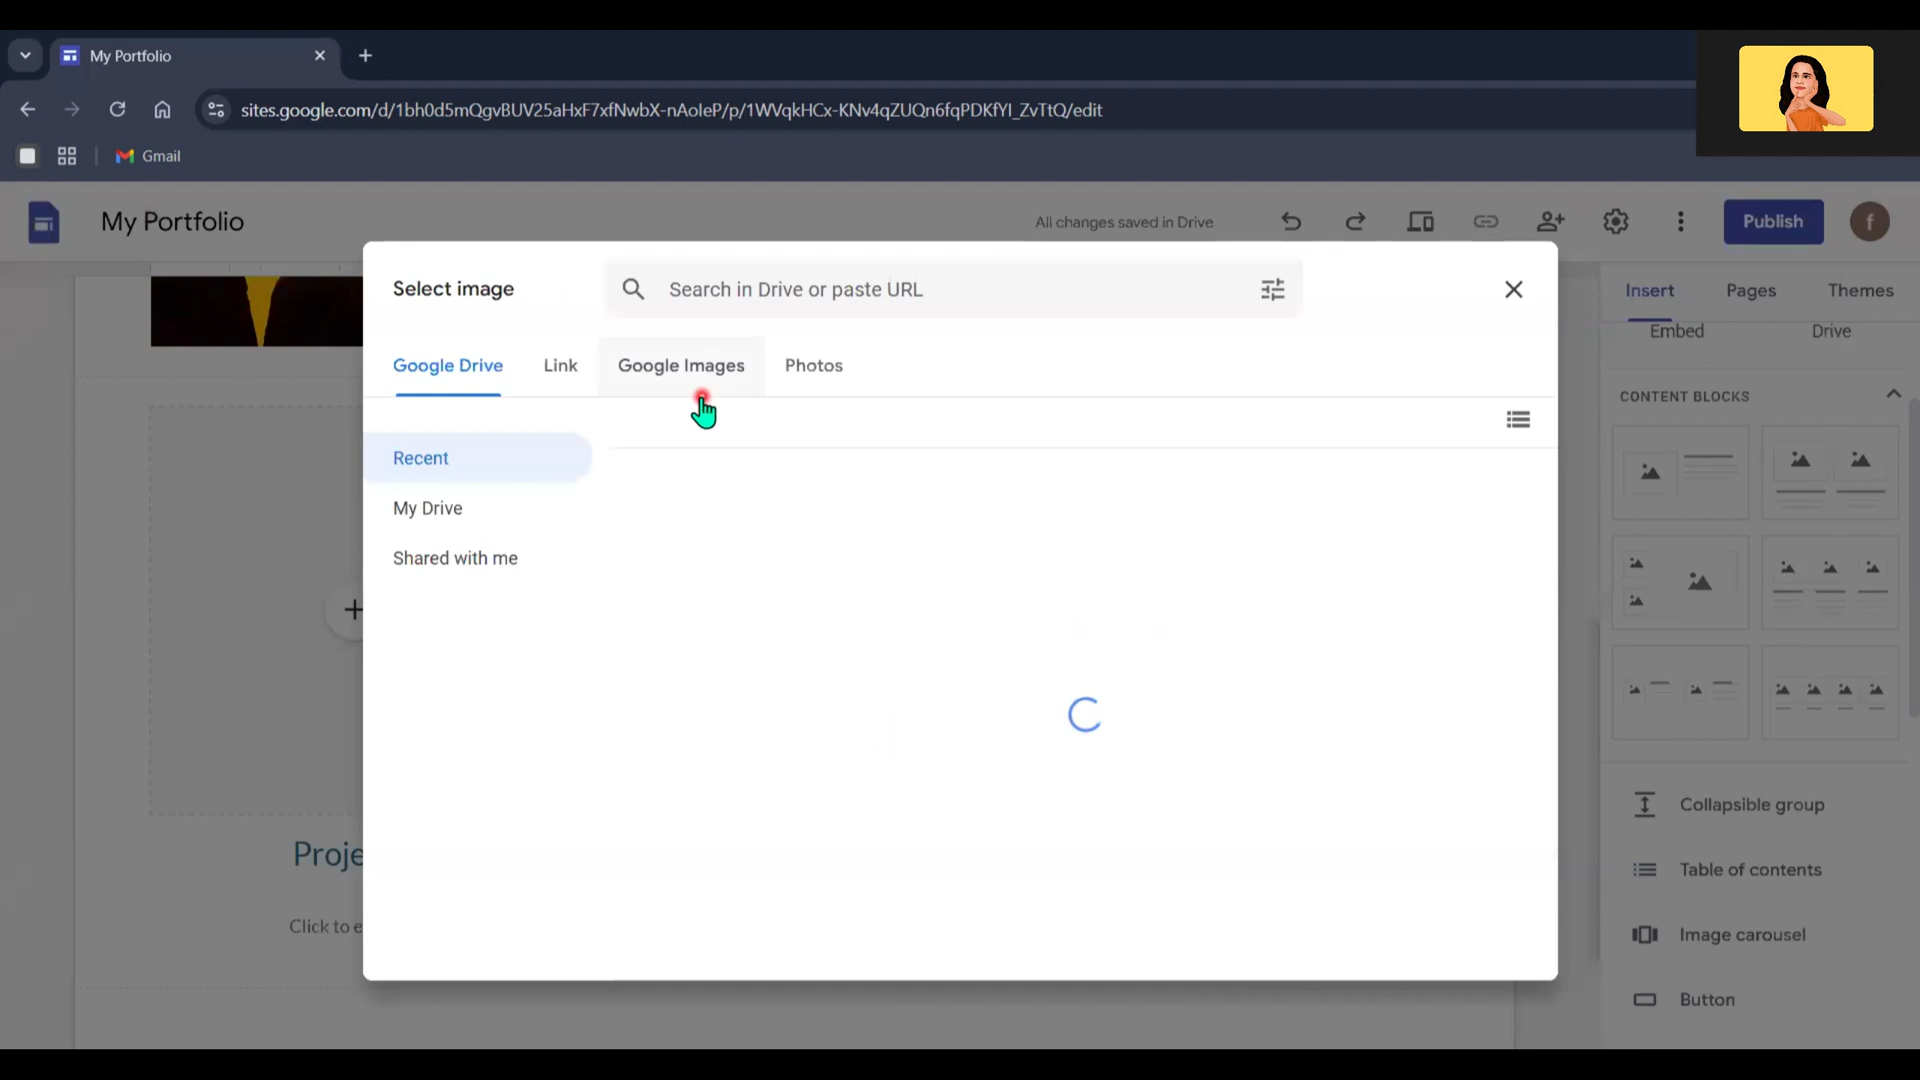 My Portfolio
sites.google.com/d/1bh0d5mQgvBUV25aHxF7xfNwbX-nAoIeP/p/1WVqkHCx-KNv4qZUQn6fqPDKfYl_ZvTtQ/edit
Gmail
My Portfolio
All changes saved in Drive
Publish
f
Select image
Search in Drive or paste URL
Insert
Pages
Themes
Embed
Drive
Google Drive
Link
Google Images
Photos
CONTENT BLOCKS
Recent
My Drive
Shared with me
Proje
Click to e
Collapsible group
Table of contents
Image carousel
Button